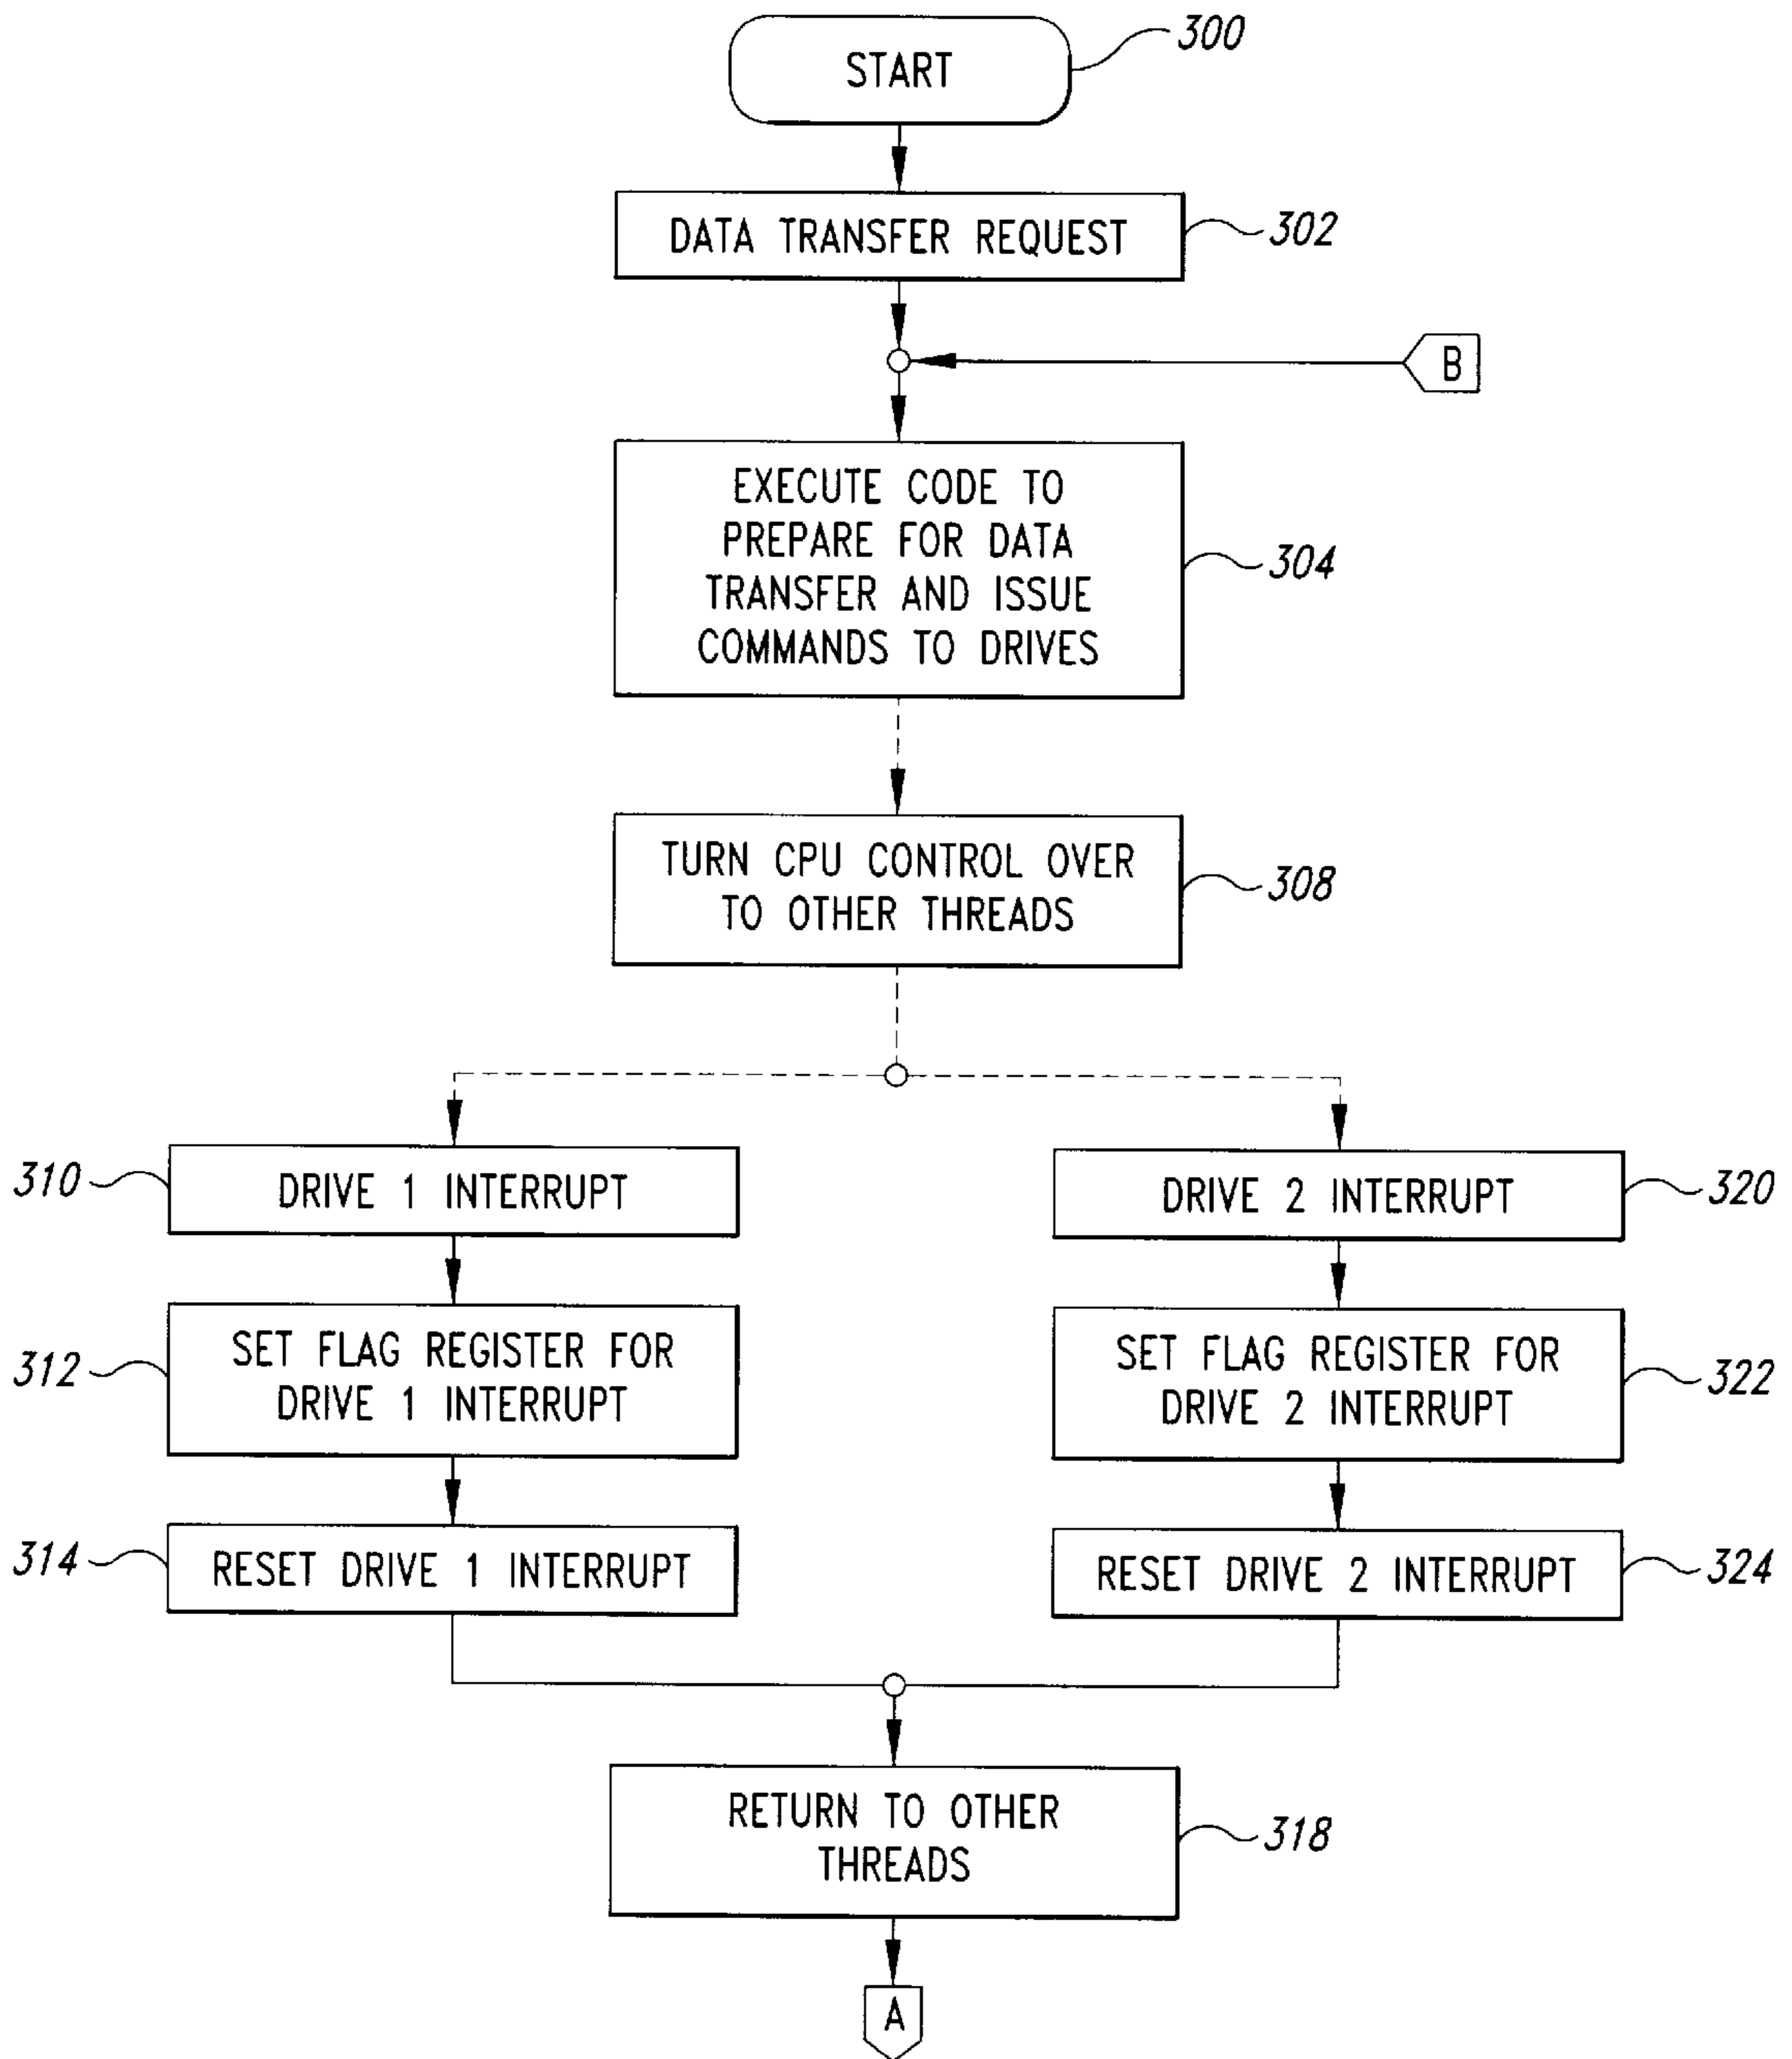 START
300
DATA TRANSFER REQUEST
302
B
EXECUTE CODE TO
PREPARE FOR DATA
TRANSFER AND ISSUE
COMMANDS TO DRIVES
304
TURN CPU CONTROL OVER
TO OTHER THREADS
308
310
DRIVE 1 INTERRUPT
DRIVE 2 INTERRUPT
320
312
SET FLAG REGISTER FOR
DRIVE 1 INTERRUPT
SET FLAG REGISTER FOR
DRIVE 2 INTERRUPT
322
314
RESET DRIVE 1 INTERRUPT
RESET DRIVE 2 INTERRUPT
324
RETURN TO OTHER
THREADS
318
A